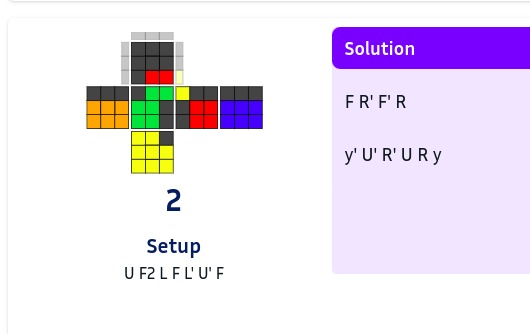 Solution
F R' F' R
y' U' R' U R y
2
Setup
U F2 L F L' U' F